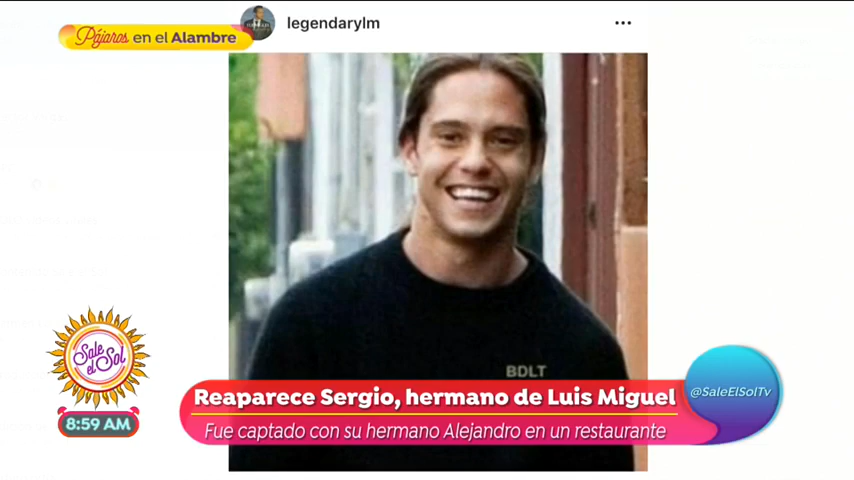 legendarylm
Pájaros en el Alambre
BDLT
Sale
el Sol
8:59 AM
Reaparece Sergio, hermano de Luis Miguel
Fue captado con su hermano Alejandro en un restaurante
@SaleElSolTv